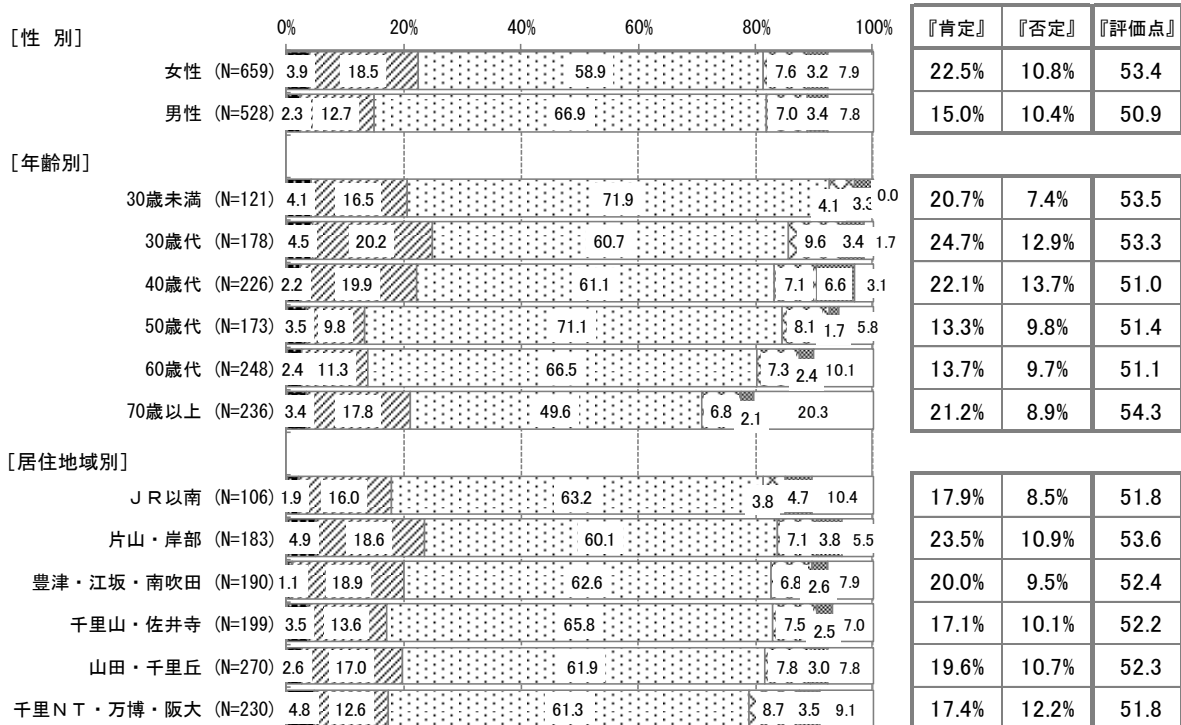 [性 別] 0% 20% 40% 60% 80% 100% 『肯定』 『否定』 『評価点』
女性 (N=659) 3.9 18.5 58.9 7.6 3.2 7.9 22.5% 10.8% 53.4
男性 (N=528) 2.3 12.7 66.9 7.0 3.4 7.8 15.0% 10.4% 50.9
[年齢別]
30歳未満 (N=121) 4.1 16.5 71.9 4.1 3.3 0.0 20.7% 7.4% 53.5
30歳代 (N=178) 4.5 20.2 60.7 9.6 3.4 1.7 24.7% 12.9% 53.3
40歳代 (N=226) 2.2 19.9 61.1 7.1 6.6 3.1 22.1% 13.7% 51.0
50歳代 (N=173) 3.5 9.8 71.1 8.1 1.7 5.8 13.3% 9.8% 51.4
60歳代 (N=248) 2.4 11.3 66.5 7.3 2.4 10.1 13.7% 9.7% 51.1
70歳以上 (N=236) 3.4 17.8 49.6 6.8 2.1 20.3 21.2% 8.9% 54.3
[居住地域別]
ＪＲ以南 (N=106) 1.9 16.0 63.2 3.8 4.7 10.4 17.9% 8.5% 51.8
片山・岸部 (N=183) 4.9 18.6 60.1 7.1 3.8 5.5 23.5% 10.9% 53.6
豊津・江坂・南吹田 (N=190) 1.1 18.9 62.6 6.8 2.6 7.9 20.0% 9.5% 52.4
千里山・佐井寺 (N=199) 3.5 13.6 65.8 7.5 2.5 7.0 17.1% 10.1% 52.2
山田・千里丘 (N=270) 2.6 17.0 61.9 7.8 3.0 7.8 19.6% 10.7% 52.3
千里ＮＴ・万博・阪大 (N=230) 4.8 12.6 61.3 8.7 3.5 9.1 17.4% 12.2% 51.8